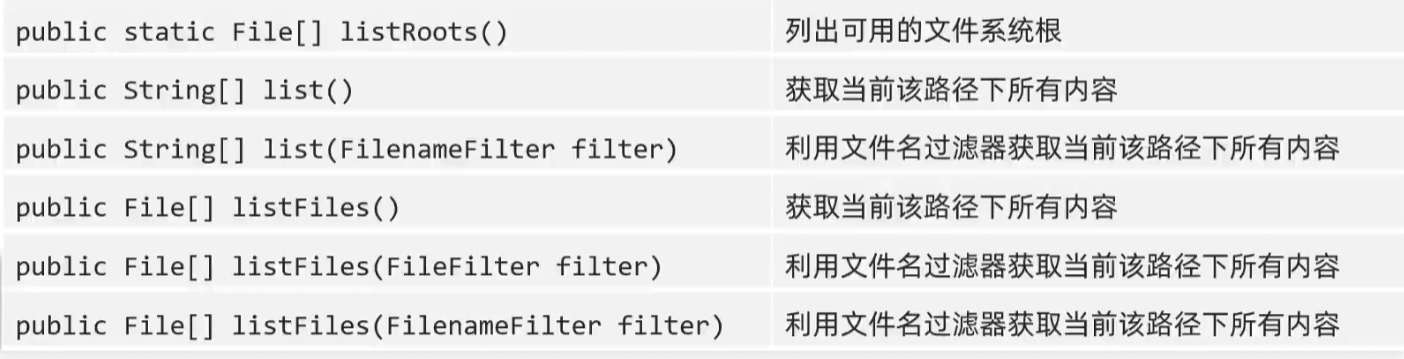 public static File[] listRoots() 列出可用的文件系统根
public String[] list() 获取当前该路径下所有内容
public String[] list(FilenameFilter filter) 利用文件名过滤器获取当前该路径下所有内容
public File[] listFiles() 获取当前该路径下所有内容
public File[] listFiles(FileFilter filter) 利用文件名过滤器获取当前该路径下所有内容
public File[] listFiles(FilenameFilter filter) 利用文件名过滤器获取当前该路径下所有内容